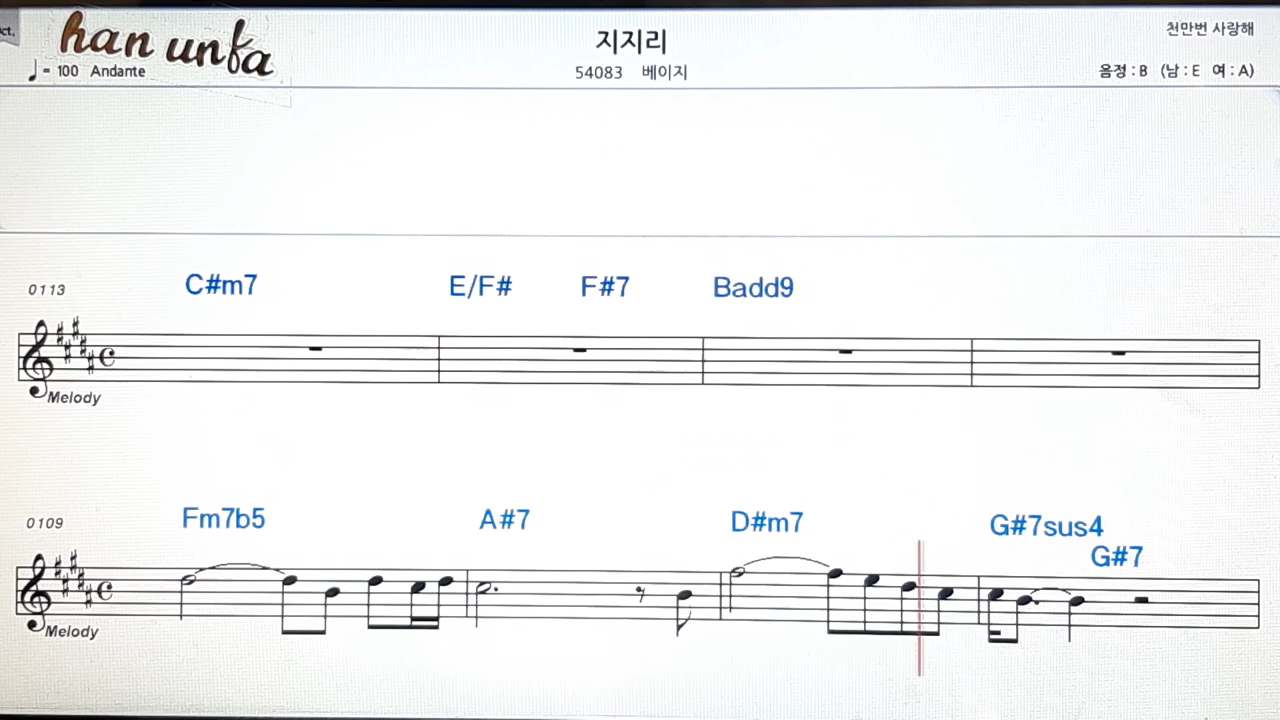 ct.
han unfa
♩= 100 Andante
지지리
54083 베이지
천만번 사랑해
음정 : B (남 : E 여 : A)
0113
C#m7 E/F# F#7 Badd9
Melody
0109
Fm7b5 A#7 D#m7 G#7sus4
G#7
Melody